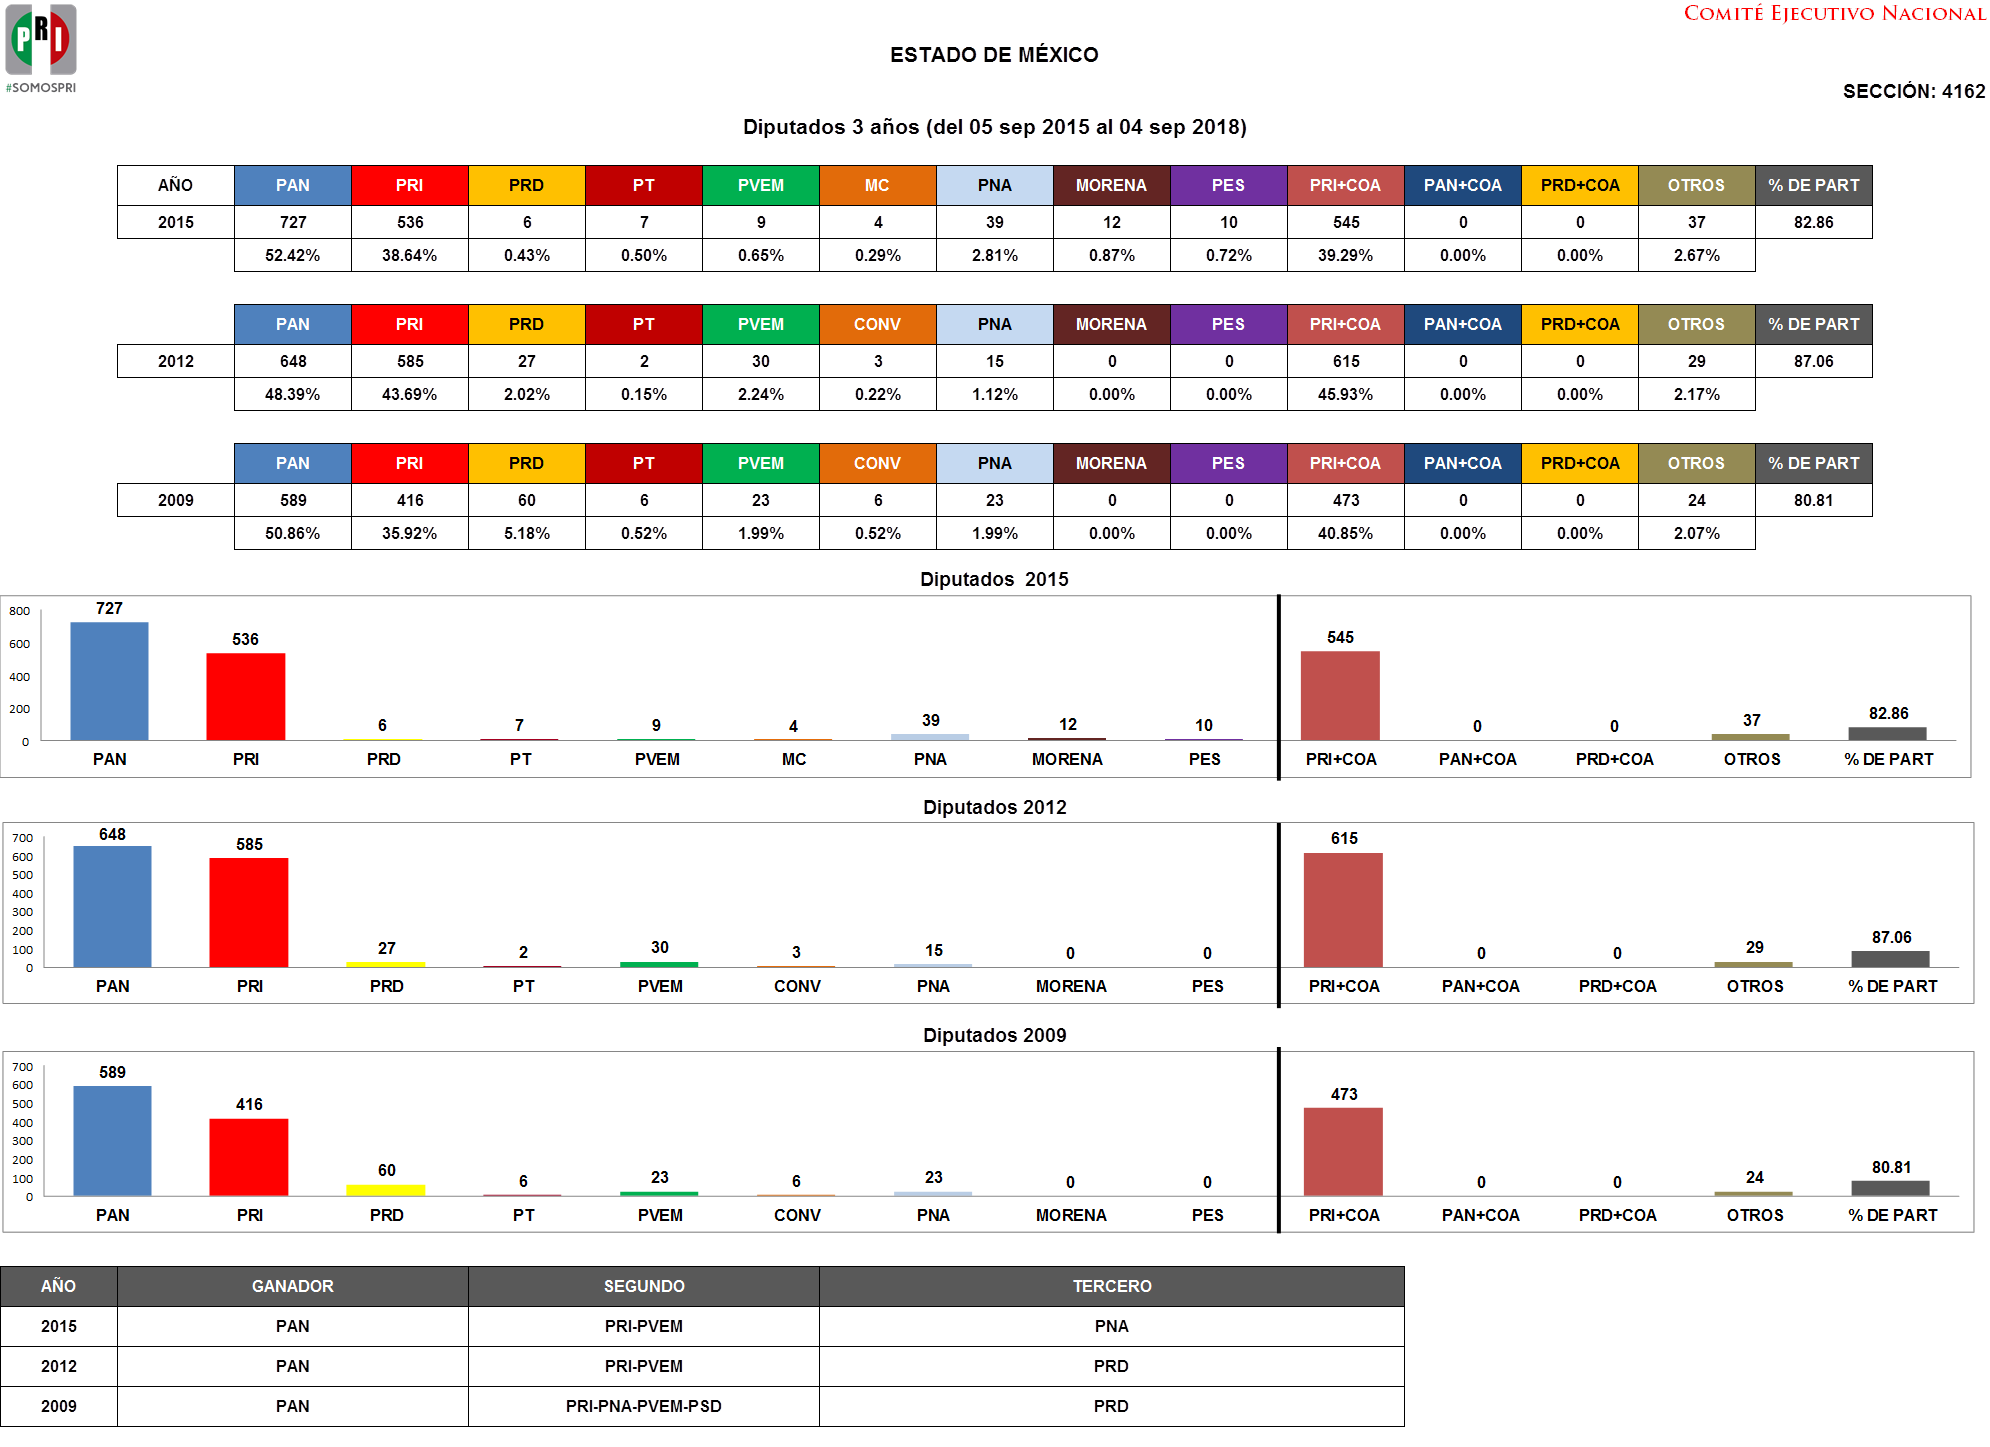 PRI
#SOMOSPRI
COMITÉ EJECUTIVO NACIONAL
ESTADO DE MÉXICO
SECCIÓN: 4162
Diputados 3 años (del 05 sep 2015 al 04 sep 2018)
AÑO PAN PRI PRD PT PVEM MC PNA MORENA PES PRI+COA PAN+COA PRD+COA OTROS % DE PART
2015 727 536 6 7 9 4 39 12 10 545 0 0 37 82.86
52.42% 38.64% 0.43% 0.50% 0.65% 0.29% 2.81% 0.87% 0.72% 39.29% 0.00% 0.00% 2.67%
PAN PRI PRD PT PVEM CONV PNA MORENA PES PRI+COA PAN+COA PRD+COA OTROS % DE PART
2012 648 585 27 2 30 3 15 0 0 615 0 0 29 87.06
48.39% 43.69% 2.02% 0.15% 2.24% 0.22% 1.12% 0.00% 0.00% 45.93% 0.00% 0.00% 2.17%
PAN PRI PRD PT PVEM CONV PNA MORENA PES PRI+COA PAN+COA PRD+COA OTROS % DE PART
2009 589 416 60 6 23 6 23 0 0 473 0 0 24 80.81
50.86% 35.92% 5.18% 0.52% 1.99% 0.52% 1.99% 0.00% 0.00% 40.85% 0.00% 0.00% 2.07%
Diputados 2015
800
600
400
200
0
727 536 6 7 9 4 39 12 10 545 0 0 37 82.86
PAN PRI PRD PT PVEM MC PNA MORENA PES PRI+COA PAN+COA PRD+COA OTROS % DE PART
Diputados 2012
700
600
500
400
300
200
100
0
648 585 27 2 30 3 15 0 0 615 0 0 29 87.06
PAN PRI PRD PT PVEM CONV PNA MORENA PES PRI+COA PAN+COA PRD+COA OTROS % DE PART
Diputados 2009
700
600
500
400
300
200
100
0
589 416 60 6 23 6 23 0 0 473 0 0 24 80.81
PAN PRI PRD PT PVEM CONV PNA MORENA PES PRI+COA PAN+COA PRD+COA OTROS % DE PART
AÑO GANADOR SEGUNDO TERCERO
2015 PAN PRI-PVEM PNA
2012 PAN PRI-PVEM PRD
2009 PAN PRI-PNA-PVEM-PSD PRD